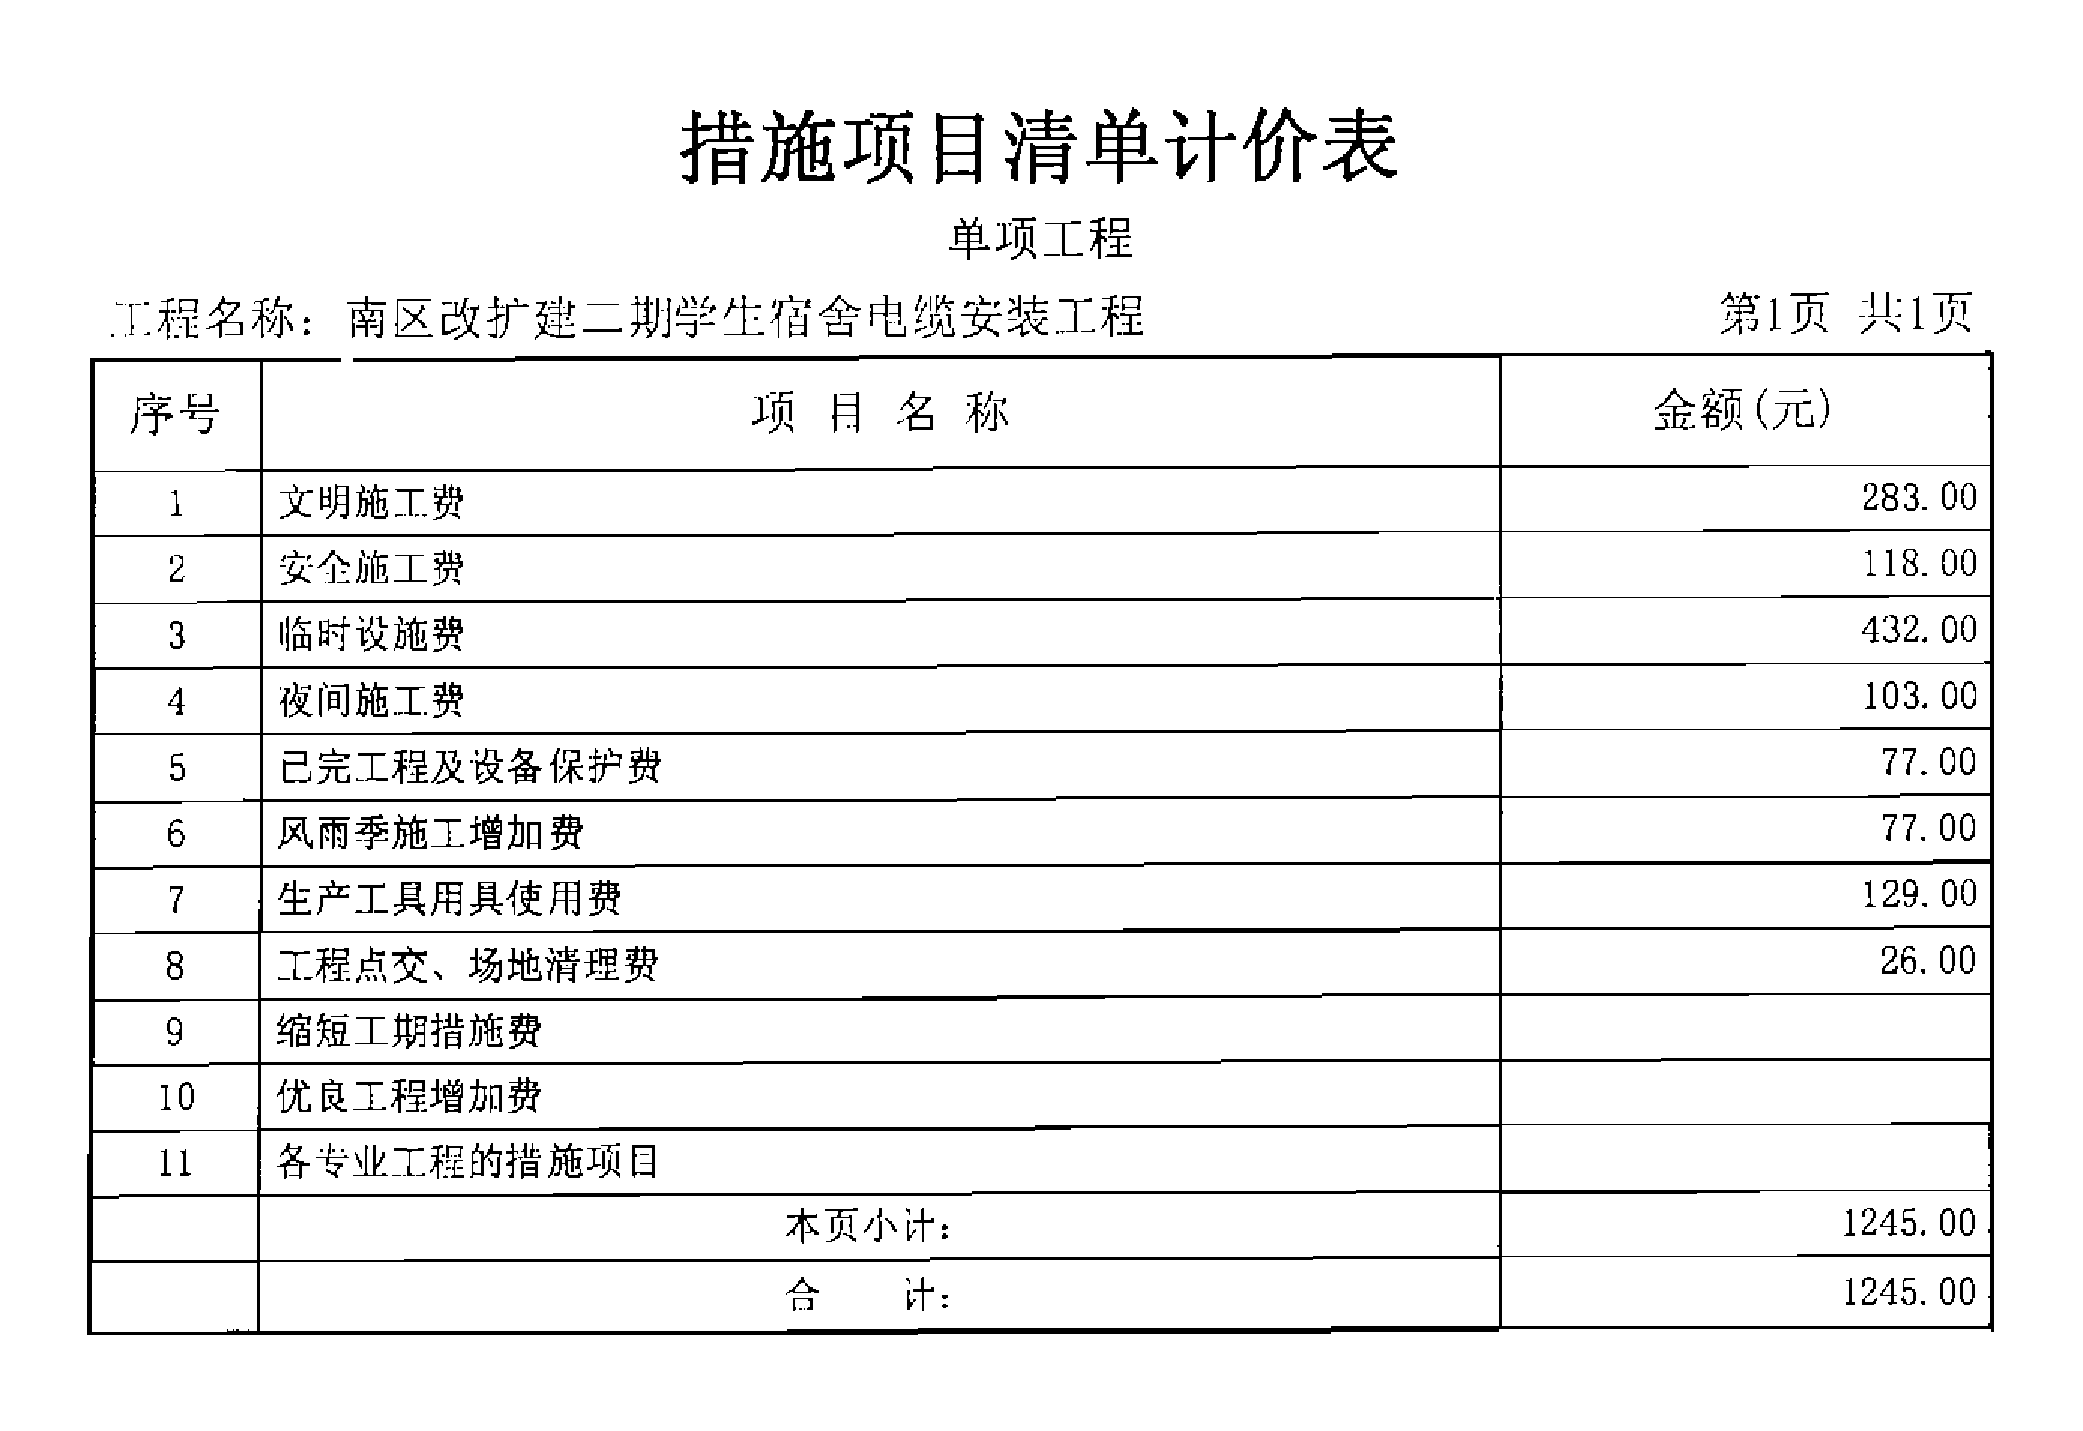 措施项目清单计价表
单项工程
工程名称：南区改扩建二期学生宿舍电缆安装工程 第1页 共1页
序号 项目名称 金额(元)
1 文明施工费 283.00
2 安全施工费 118.00
3 临时设施费 432.00
4 夜间施工费 103.00
5 已完工程及设备保护费 77.00
6 风雨季施工增加费 77.00
7 生产工具用具使用费 129.00
8 工程点交、场地清理费 26.00
9 缩短工期措施费
10 优良工程增加费
11 各专业工程的措施项目
本页小计： 1245.00
合 计： 1245.00